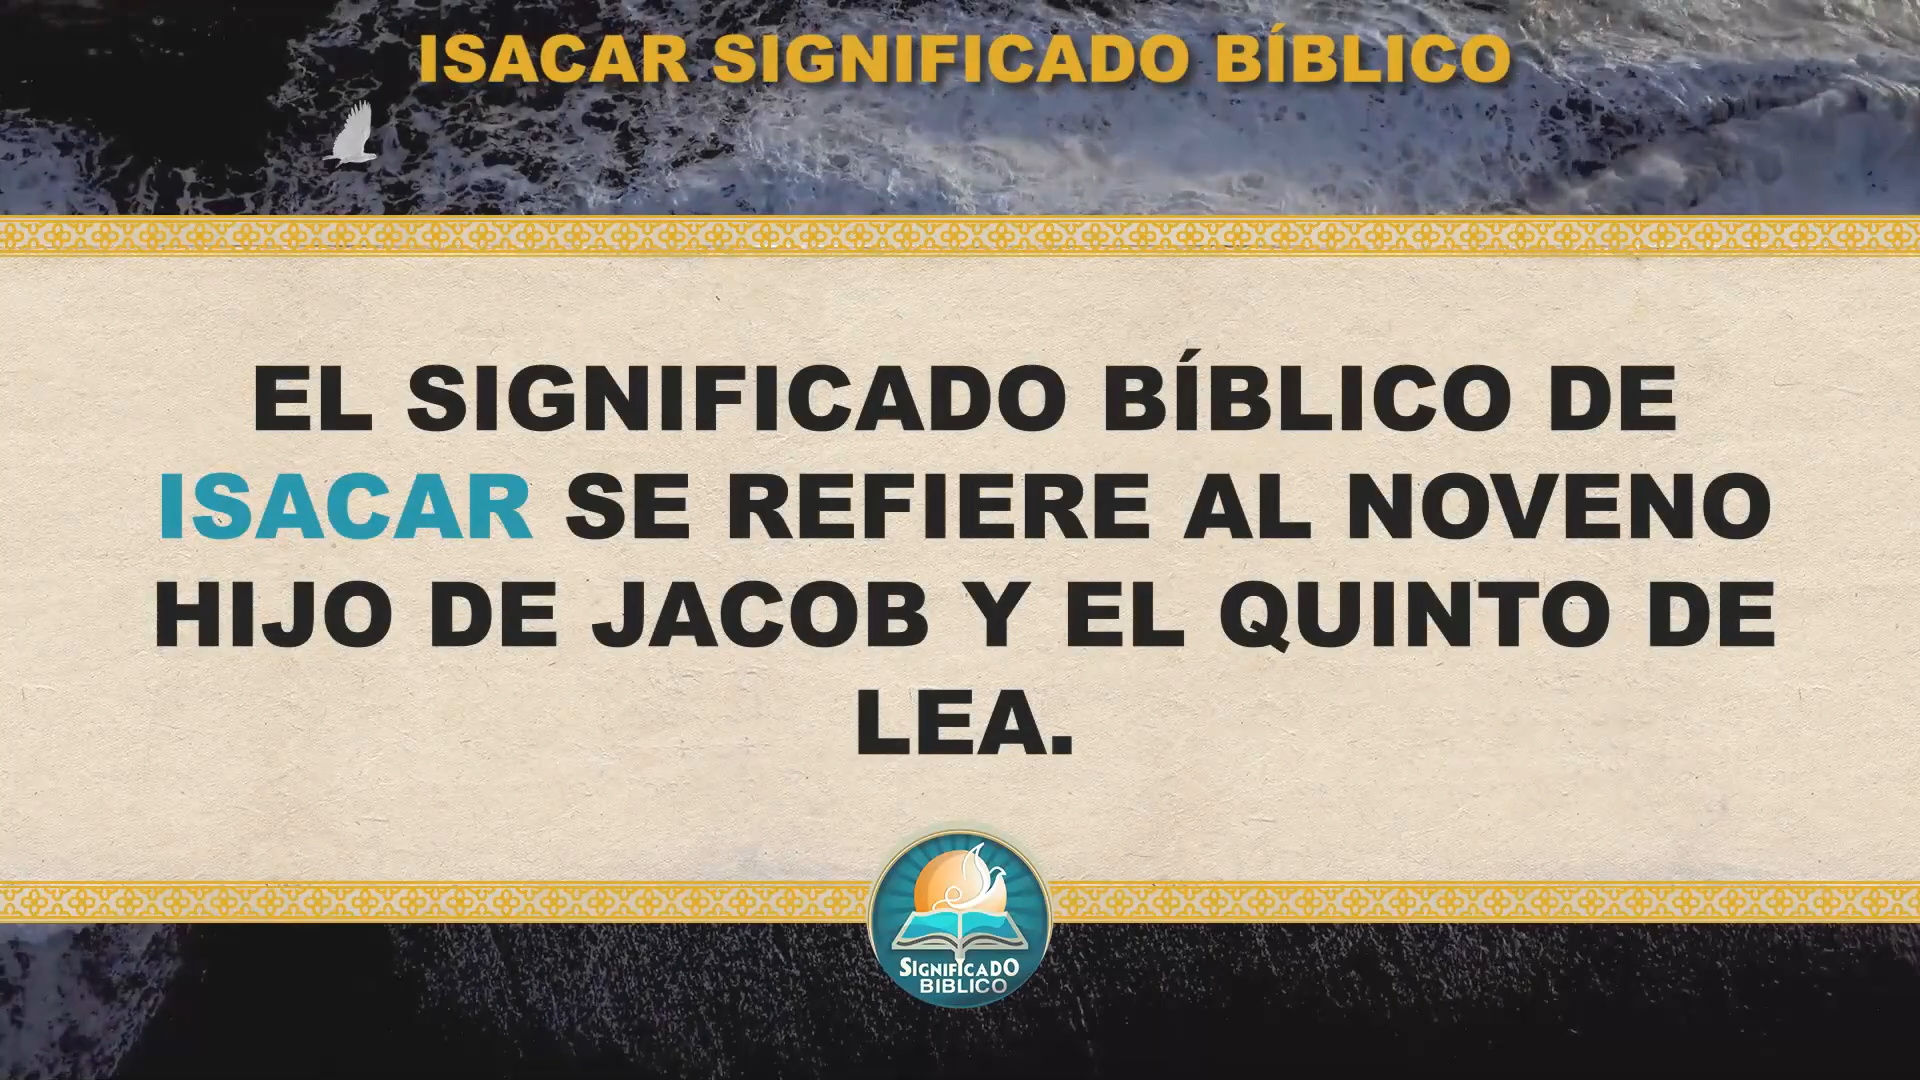 ISACAR SIGNIFICADO BÍBLICO
EL SIGNIFICADO BÍBLICO DE
ISACAR SE REFIERE AL NOVENO
HIJO DE JACOB Y EL QUINTO DE
LEA.
SIGNIFICADO
BIBLICO